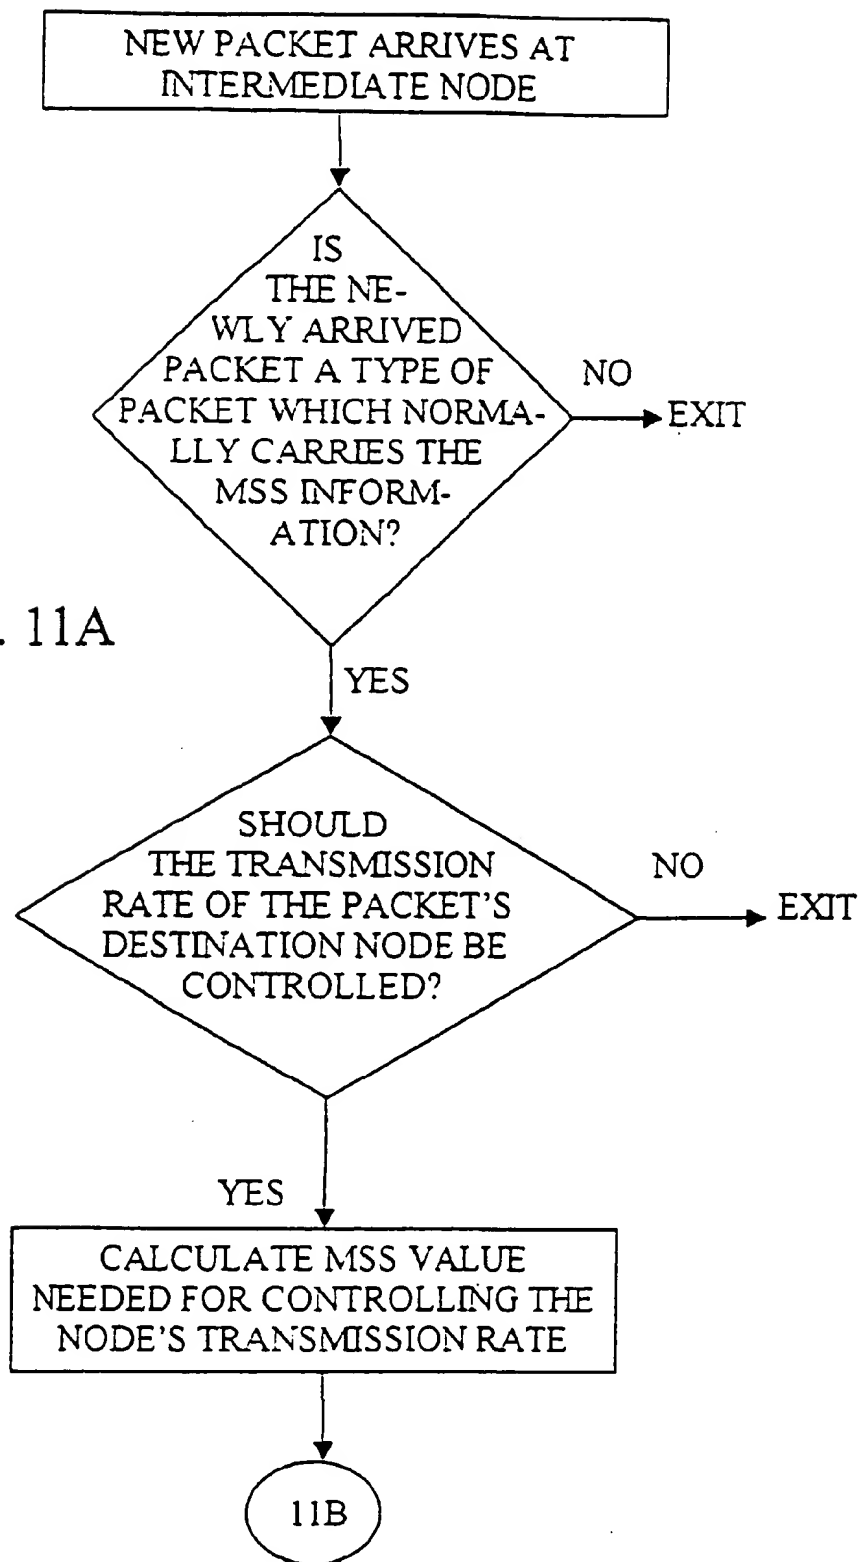 NEW PACKET ARRIVES AT
INTERMEDIATE NODE
IS
THE NE-
WLY ARRIVED
PACKET A TYPE OF
PACKET WHICH NORMA-
LLY CARRIES THE
MSS INFORM-
ATION?
NO
EXIT
. 11A
YES
SHOULD
THE TRANSMISSION
RATE OF THE PACKET'S
DESTINATION NODE BE
CONTROLLED?
NO
EXIT
YES
CALCULATE MSS VALUE
NEEDED FOR CONTROLLING THE
NODE'S TRANSMISSION RATE
11B